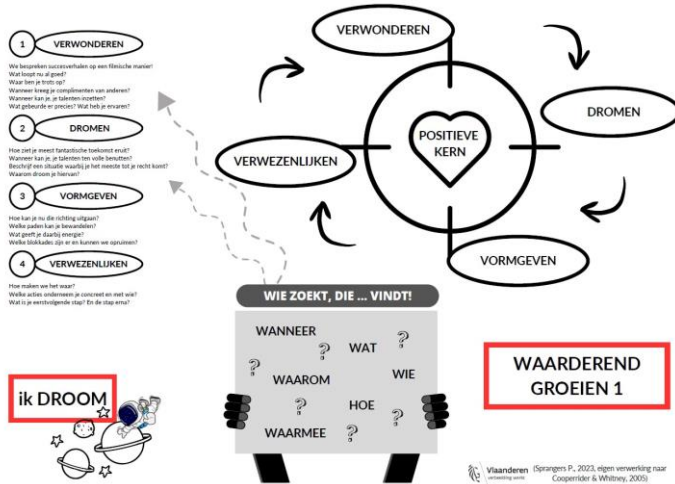 1 VERWONDEREN
We bespreken succesverhalen op een filmische manier!
Wat loopt nu al goed?
Waar ben je trots op?
Wanneer kreeg je complimenten van anderen?
Wanneer kan je, je talenten inzetten?
Wat gebeurde er precies? Wat heb je ervaren?
2 DROMEN
Hoe ziet je meest fantastische toekomst eruit?
Wanneer kan je, je talenten ten volle benutten?
Beschrijf een situatie waarbij je het meeste tot je recht komt?
Waarom droom je hiervan?
3 VORMGEVEN
Hoe kan je nu die richting uitgaan?
Welke paden kan je bewandelen?
Wat geeft je daarbij energie?
Welke blokkades zijn er en kunnen we opruimen?
4 VERWEZENLIJKEN
Hoe maken we het waar?
Welke acties onderneem je concreet en met wie?
Wat is je eerstvolgende stap? En de stap erna?
VERWONDEREN
DROMEN
POSITIEVE
KERN
VERWEZENLIJKEN
VORMGEVEN
WIE ZOEKT, DIE ... VINDT!
WANNEER
?
WAT
?
?
WAAROM
WIE
?
HOE
?
WAARMEE
?
ik DROOM
WAARDEREND
GROEIEN 1
Vlaanderen
verbeelding werkt
(Sprangers P., 2023, eigen verwerking naar
Cooperrider & Whitney, 2005)